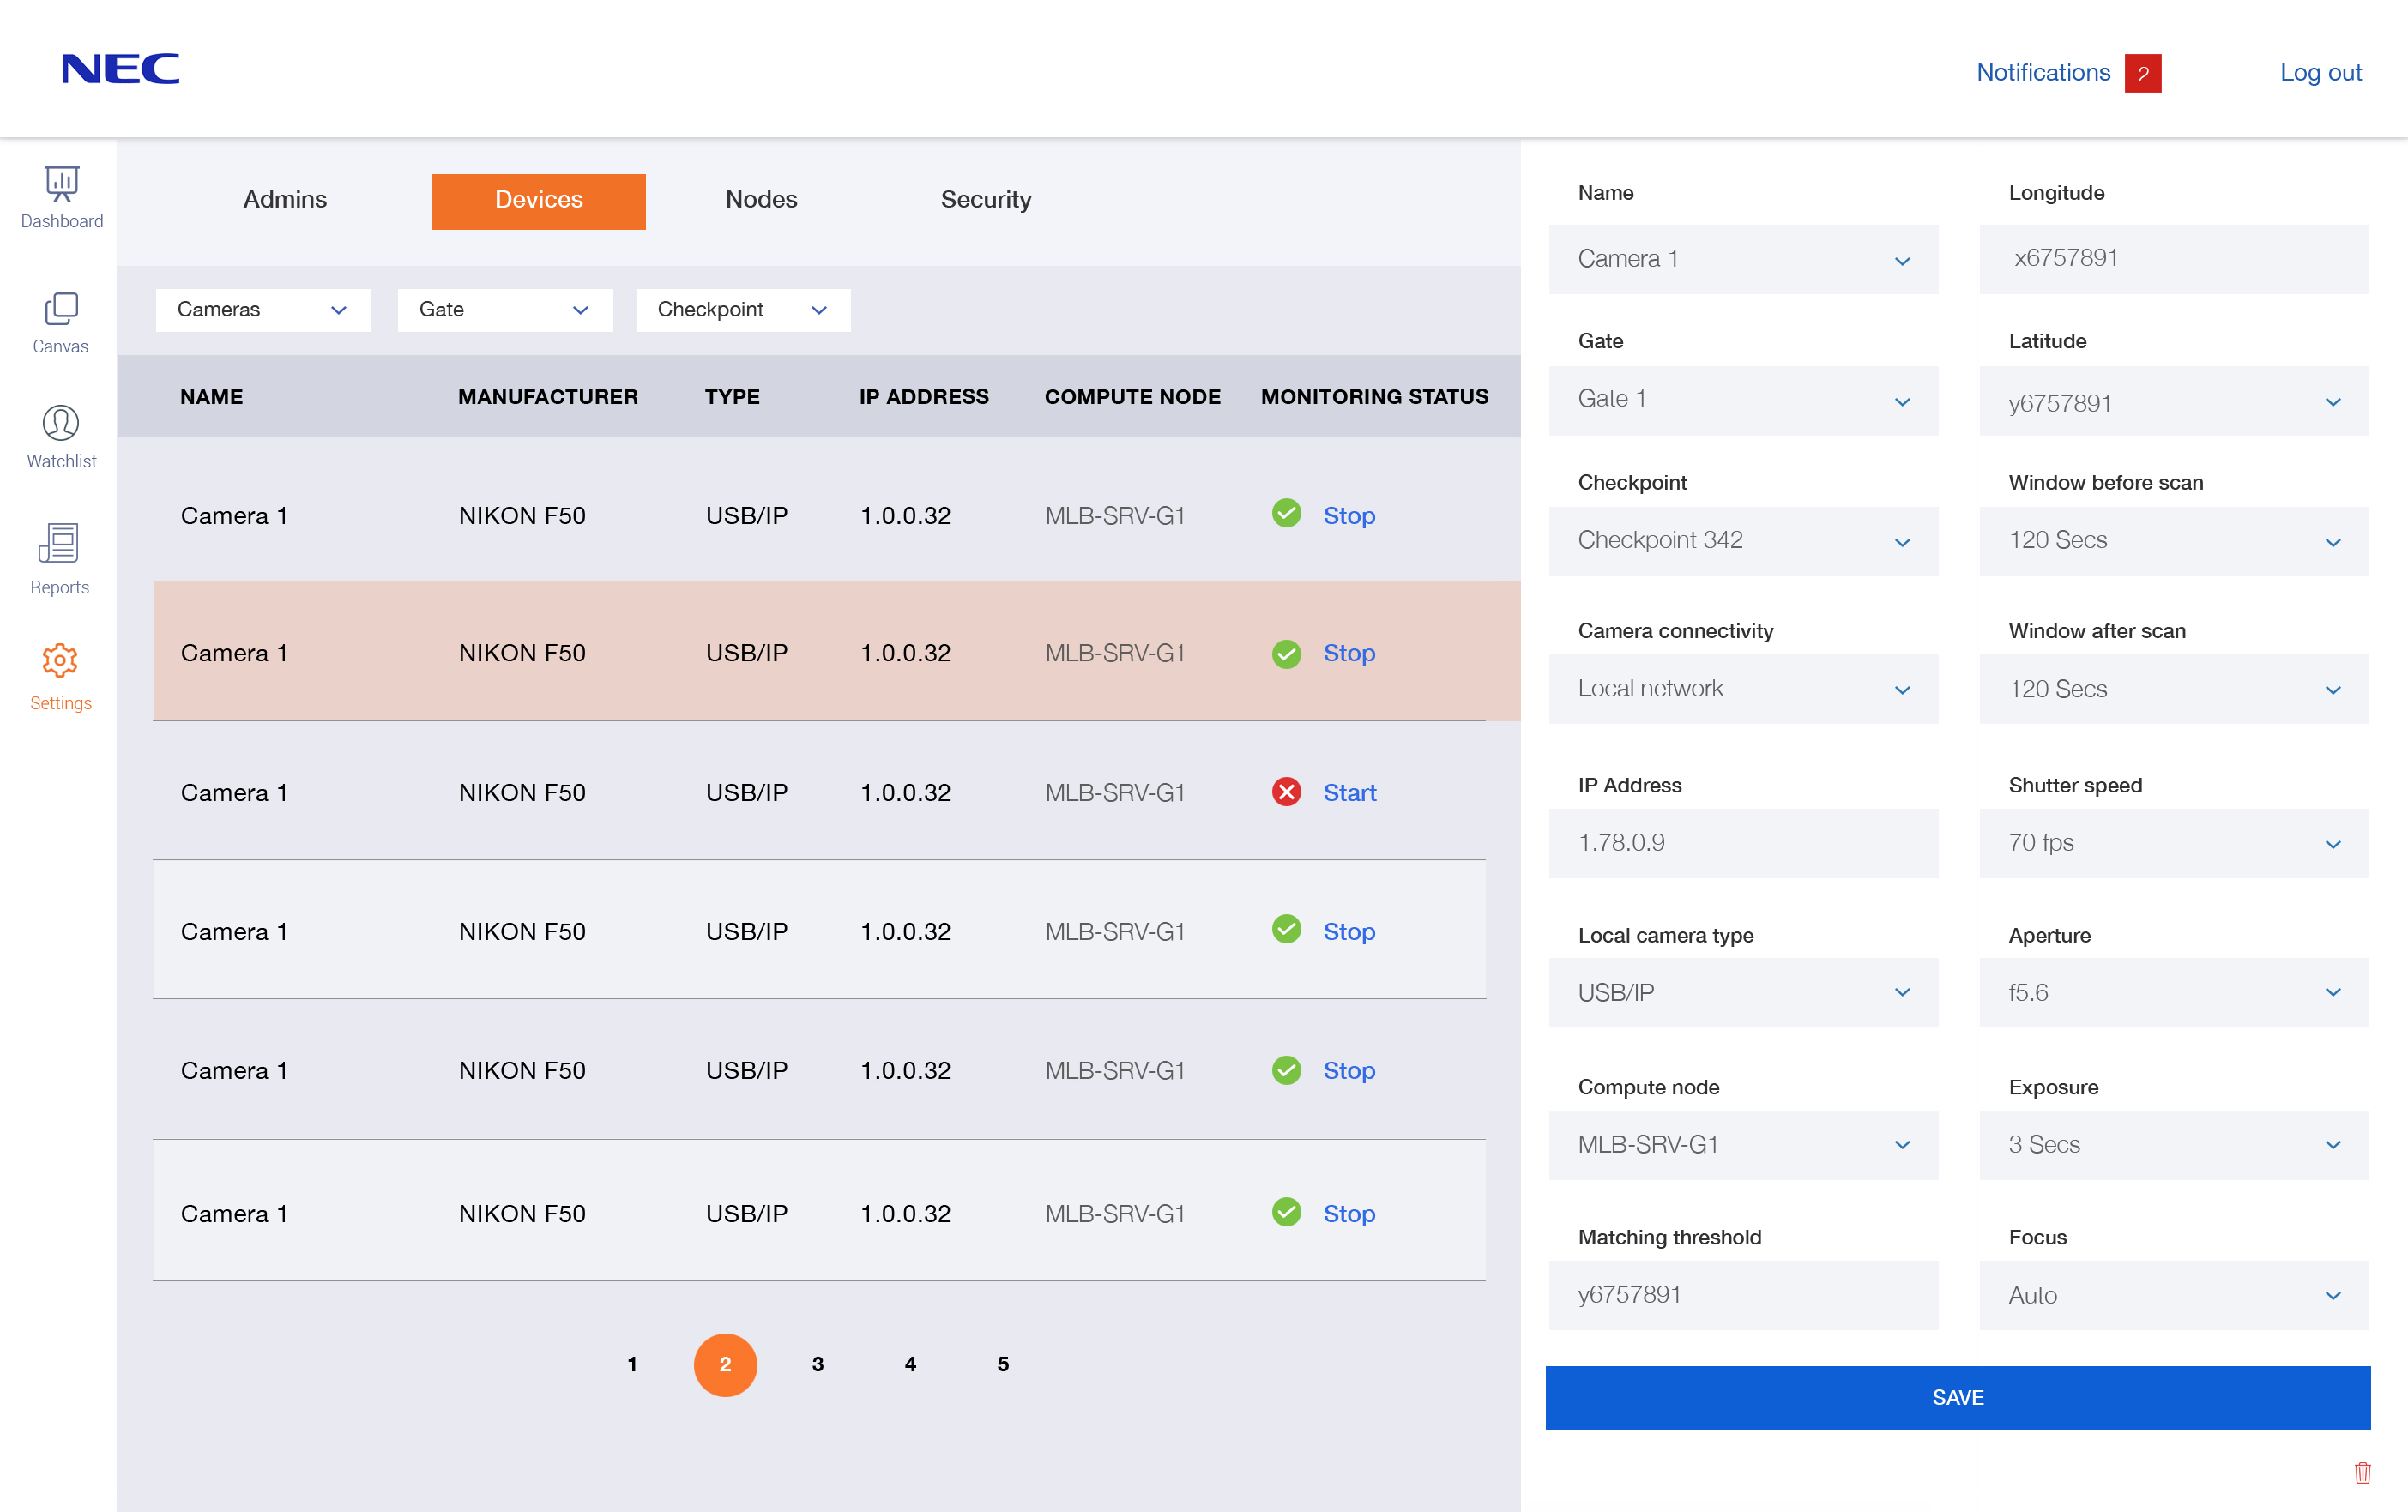 NEC
Notifications 2
Log out
Dashboard
Canvas
Watchlist
Reports
Settings
Admins Devices Nodes Security
Cameras Gate Checkpoint
NAME MANUFACTURER TYPE IP ADDRESS COMPUTE NODE MONITORING STATUS
Camera 1 NIKON F50 USB/IP 1.0.0.32 MLB-SRV-G1 Stop
Camera 1 NIKON F50 USB/IP 1.0.0.32 MLB-SRV-G1 Stop
Camera 1 NIKON F50 USB/IP 1.0.0.32 MLB-SRV-G1 Start
Camera 1 NIKON F50 USB/IP 1.0.0.32 MLB-SRV-G1 Stop
Camera 1 NIKON F50 USB/IP 1.0.0.32 MLB-SRV-G1 Stop
Camera 1 NIKON F50 USB/IP 1.0.0.32 MLB-SRV-G1 Stop
1 2 3 4 5
Name
Camera 1
Gate
Gate 1
Checkpoint
Checkpoint 342
Camera connectivity
Local network
IP Address
1.78.0.9
Local camera type
USB/IP
Compute node
MLB-SRV-G1
Matching threshold
y6757891
Longitude
x6757891
Latitude
y6757891
Window before scan
120 Secs
Window after scan
120 Secs
Shutter speed
70 fps
Aperture
f5.6
Exposure
3 Secs
Focus
Auto
SAVE